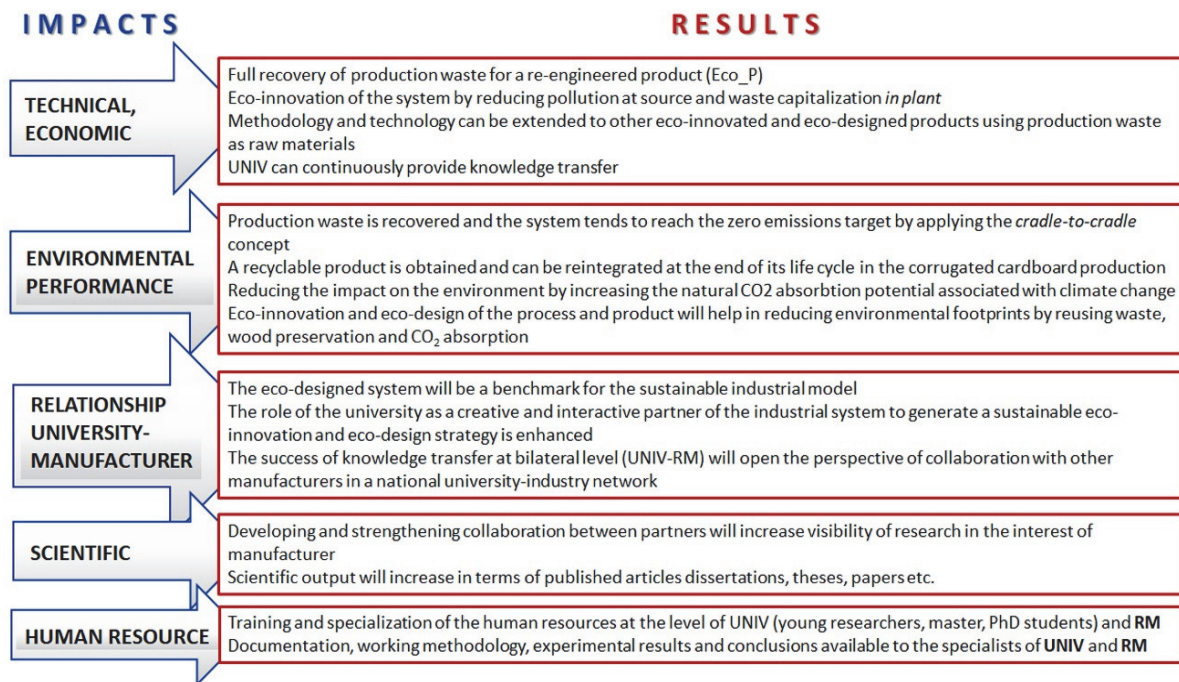 IMPACTS
RESULTS
TECHNICAL,
ECONOMIC
Full recovery of production waste for a re-engineered product (Eco_P)
Eco-innovation of the system by reducing pollution at source and waste capitalization in plant
Methodology and technology can be extended to other eco-innovated and eco-designed products using production waste
as raw materials
UNIV can continuously provide knowledge transfer
ENVIRONMENTAL
PERFORMANCE
Production waste is recovered and the system tends to reach the zero emissions target by applying the cradle-to-cradle
concept
A recyclable product is obtained and can be reintegrated at the end of its life cycle in the corrugated cardboard production
Reducing the impact on the environment by increasing the natural CO2 absorbtion potential associated with climate change
Eco-innovation and eco-design of the process and product will help in reducing environmental footprints by reusing waste,
wood preservation and CO₂ absorption
RELATIONSHIP
UNIVERSITY-
MANUFACTURER
The eco-designed system will be a benchmark for the sustainable industrial model
The role of the university as a creative and interactive partner of the industrial system to generate a sustainable eco-
innovation and eco-design strategy is enhanced
The success of knowledge transfer at bilateral level (UNIV-RM) will open the perspective of collaboration with other
manufacturers in a national university-industry network
SCIENTIFIC
Developing and strengthening collaboration between partners will increase visibility of research in the interest of
manufacturer
Scientific output will increase in terms of published articles dissertations, theses, papers etc.
HUMAN RESOURCE
Training and specialization of the human resources at the level of UNIV (young researchers, master, PhD students) and RM
Documentation, working methodology, experimental results and conclusions available to the specialists of UNIV and RM